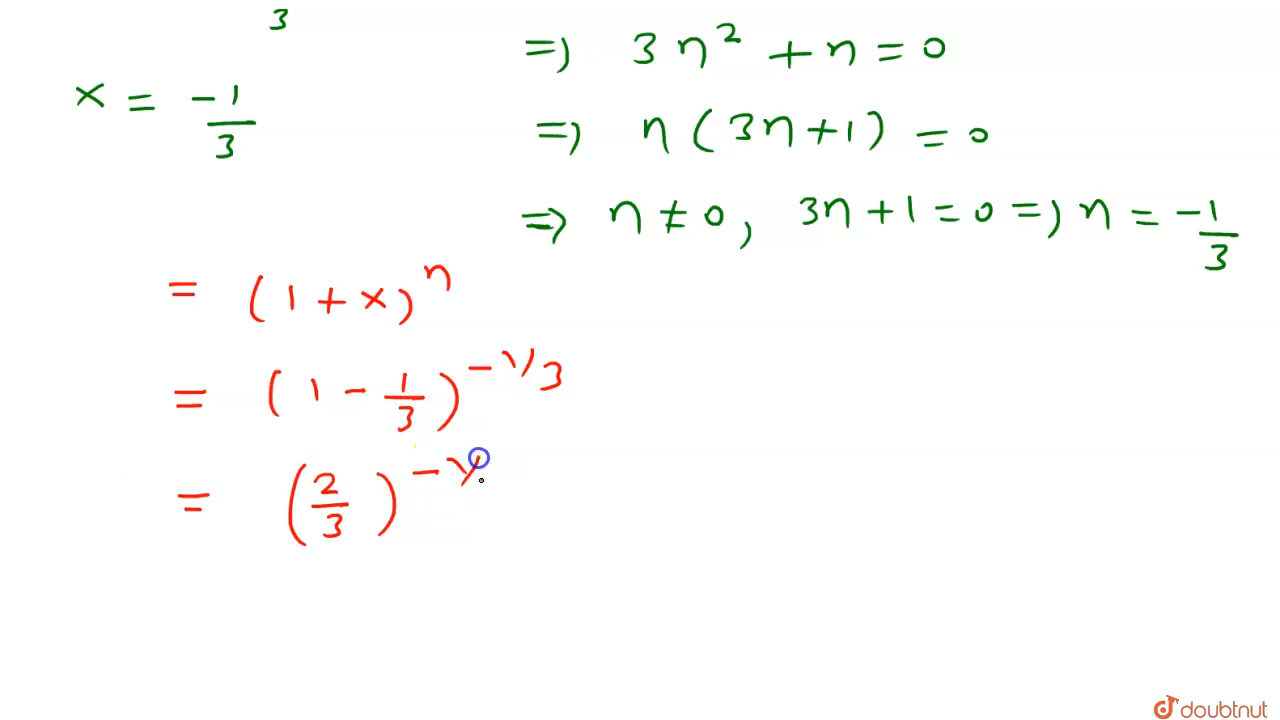 3
x = -1/3
=) 3n² + n = 0
=) n (3n+1) = 0
=) n ≠ 0, 3n+1 = 0 =) n = -1/3
= (1 + x)ⁿ
= (1 - 1/3)^-1/3
= (2/3)^-1/
doubtnut